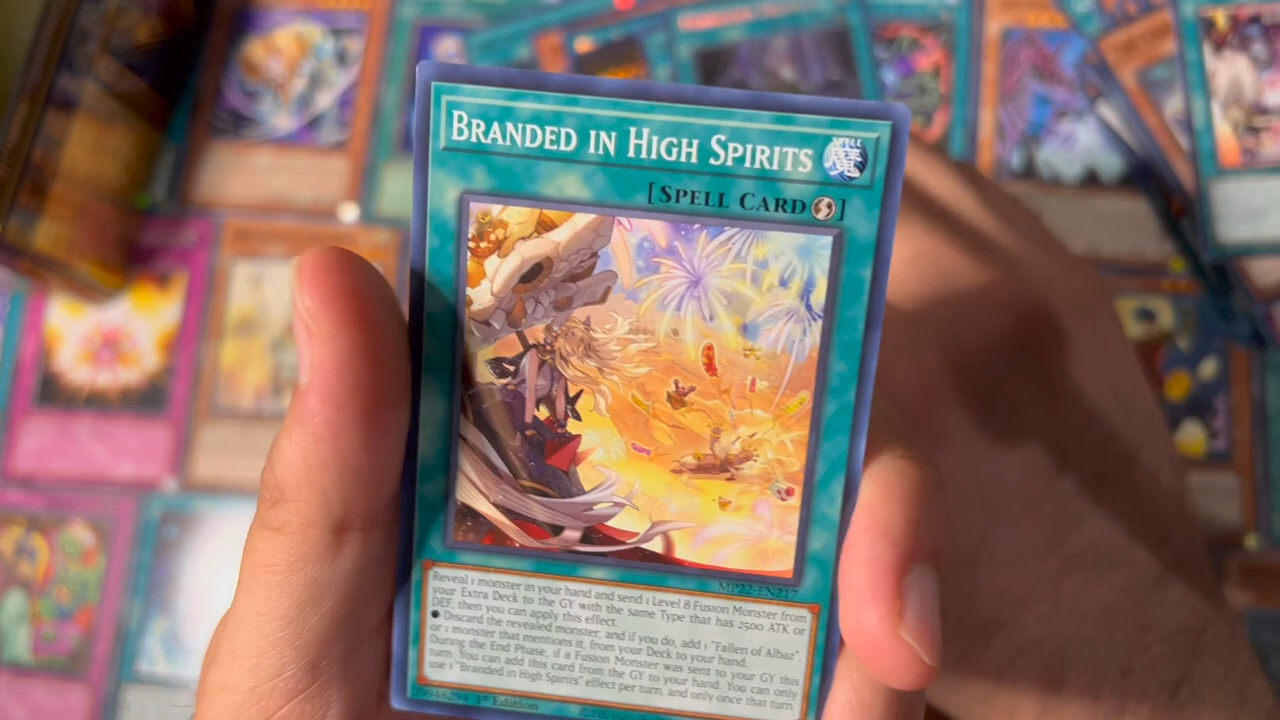 BRANDED IN HIGH SPIRITS
SPELL
魔
[SPELL CARD]
MP22-EN217
Reveal 1 monster in your hand and send 1 Level 8 Fusion Monster from
your Extra Deck to the GY with the same Type that has 2500 ATK or
DEF, then you can apply this effect.
● Discard the revealed monster, and if you do, add 1 "Fallen of Albaz",
or 1 monster that mentions it, from your Deck to your hand.
During the End Phase, if a Fusion Monster was sent to your GY this
turn: You can add this card from the GY to your hand. You can only
use 1 "Branded in High Spirits" effect per turn, and only once that turn.
29948294 1st Edition